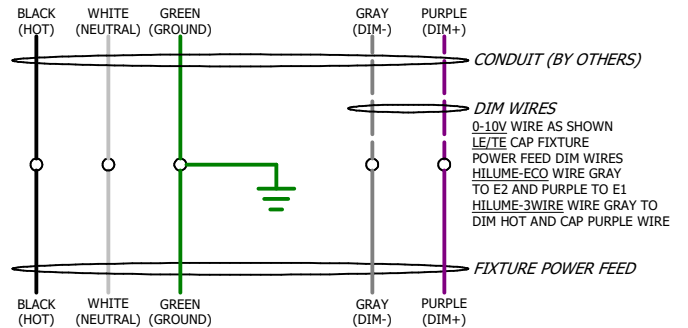 BLACK
(HOT)
WHITE
(NEUTRAL)
GREEN
(GROUND)
GRAY
(DIM-)
PURPLE
(DIM+)
CONDUIT (BY OTHERS)
DIM WIRES
0-10V WIRE AS SHOWN
LE/TE CAP FIXTURE
POWER FEED DIM WIRES
HILUME-ECO WIRE GRAY
TO E2 AND PURPLE TO E1
HILUME-3WIRE WIRE GRAY TO
DIM HOT AND CAP PURPLE WIRE
FIXTURE POWER FEED
BLACK
(HOT)
WHITE
(NEUTRAL)
GREEN
(GROUND)
GRAY
(DIM-)
PURPLE
(DIM+)